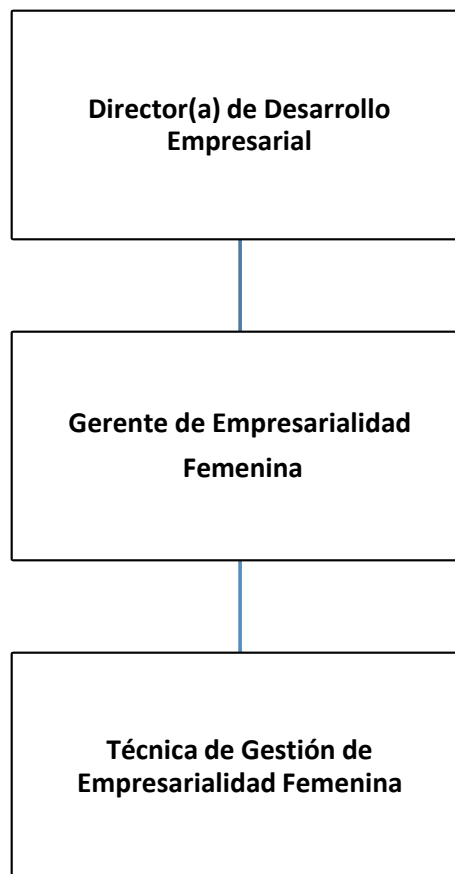 Director(a) de Desarrollo
Empresarial
Gerente de Empresarialidad
Femenina
Técnica de Gestión de
Empresarialidad Femenina